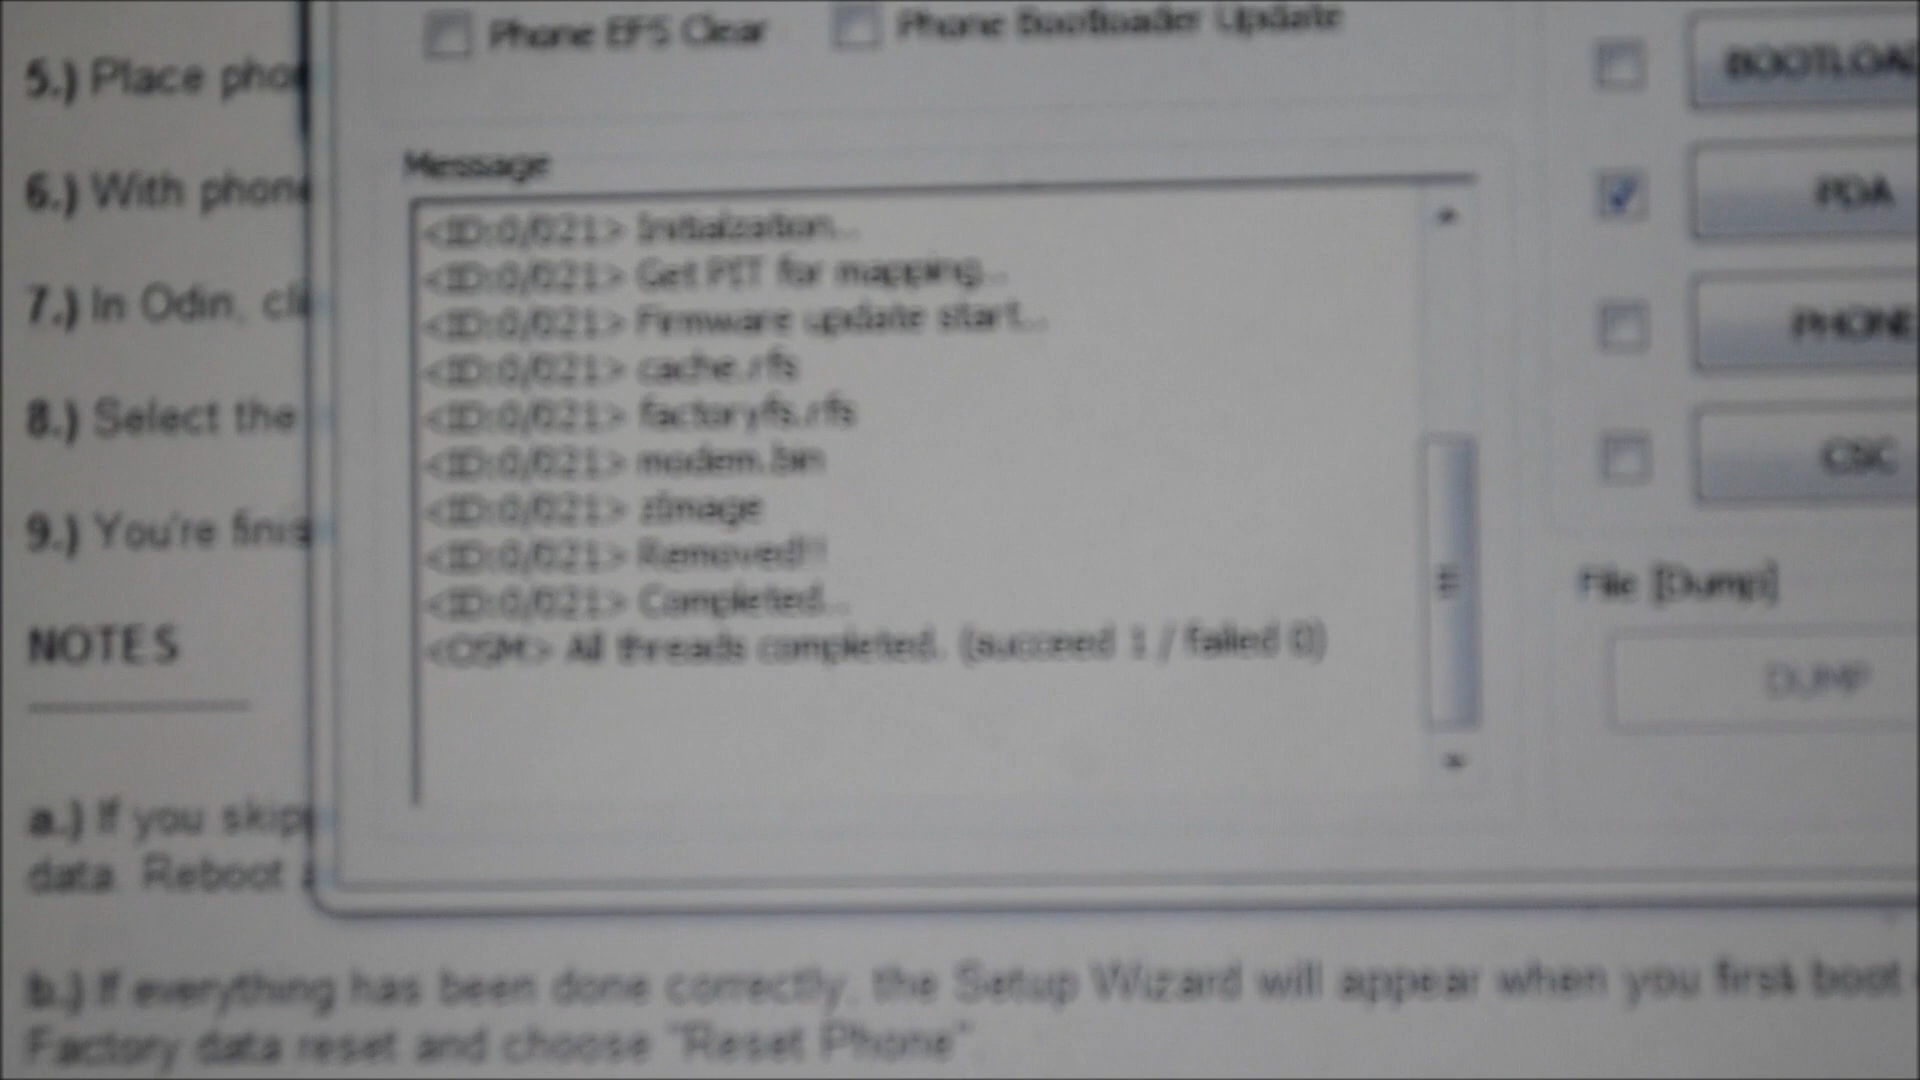 Phone EFS Clear
Phone Bootloader Update
5.) Place phon
6.) With phone
7.) In Odin, cli
8.) Select the
9.) You're finis
NOTES
a.) If you skip
data. Reboot
Message
<ID:0/021> Initialzation...
<ID:0/021> Get PIT for mapping...
<ID:0/021> Firmware update start...
<ID:0/021> cache.rfs
<ID:0/021> factoryfs.rfs
<ID:0/021> modem.bin
<ID:0/021> zImage
<ID:0/021> Removed!!
<ID:0/021> Completed...
<OSM> All threads completed. (succeed 1 / failed 0)
BOOTLOAD
PDA
PHONE
CSC
File [Dump]
DUMP
b.) If everything has been done correctly, the Setup Wizard will appear when you first boot
Factory data reset and choose "Reset Phone".